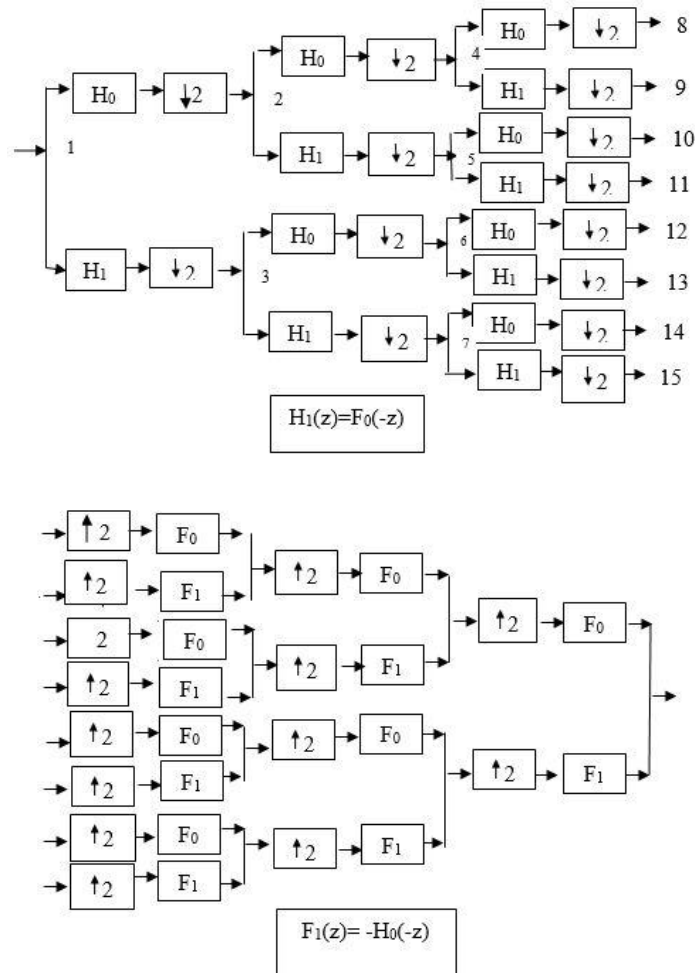 H0 ↓2 8
H0 ↓2 4
H0 ↓2 2 H1 ↓2 9
1 H1 ↓2 5 H0 ↓2 10
H1 ↓2 11
H0 ↓2 6 H0 ↓2 12
H1 ↓2 3 H1 ↓2 13
H1 ↓2 7 H0 ↓2 14
H1 ↓2 15
H1(z)=F0(-z)
↑2 F0
↑2 F0
↑2 F1
↑2 F0
2 F0
↑2 F1
↑2 F1
↑2 F0
↑2 F0
↑2 F1
↑2 F1
↑2 F0
↑2 F1
↑2 F1
F1(z)= -H0(-z)